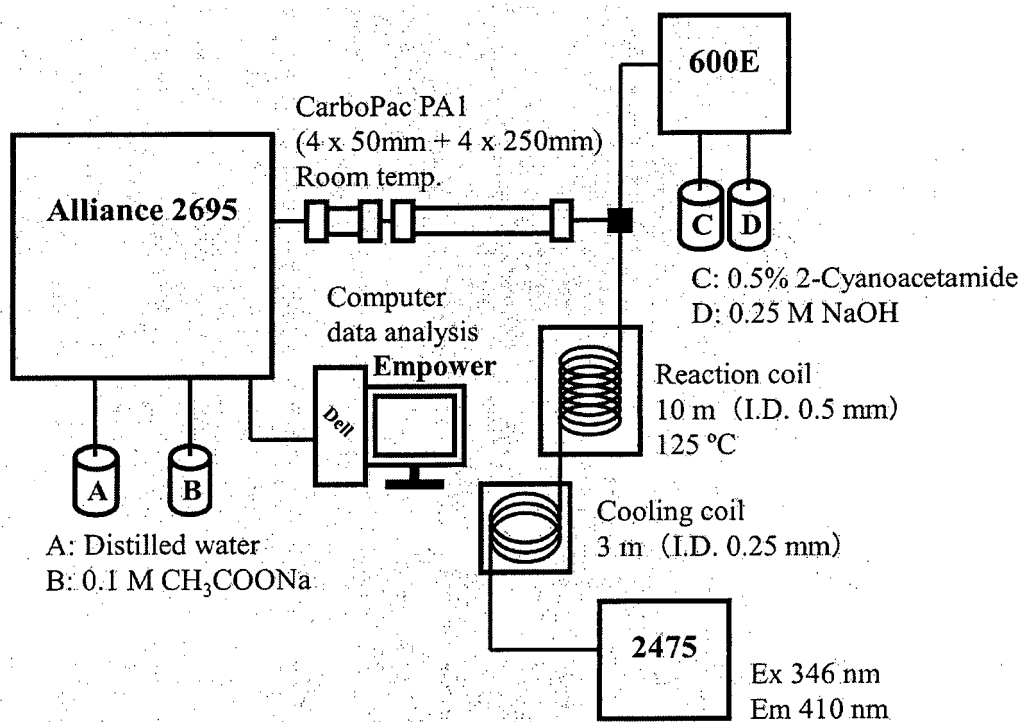 600E
CarboPac PA1
(4 x 50mm + 4 x 250mm)
Room temp.
Alliance 2695
C
D
C: 0.5% 2-Cyanoacetamide
D: 0.25 M NaOH
Computer
data analysis
Empower
Dell
Reaction coil
10 m (I.D. 0.5 mm)
125 ºC
A
B
A: Distilled water
B: 0.1 M CH₃COONa
Cooling coil
3 m (I.D. 0.25 mm)
2475
Ex 346 nm
Em 410 nm